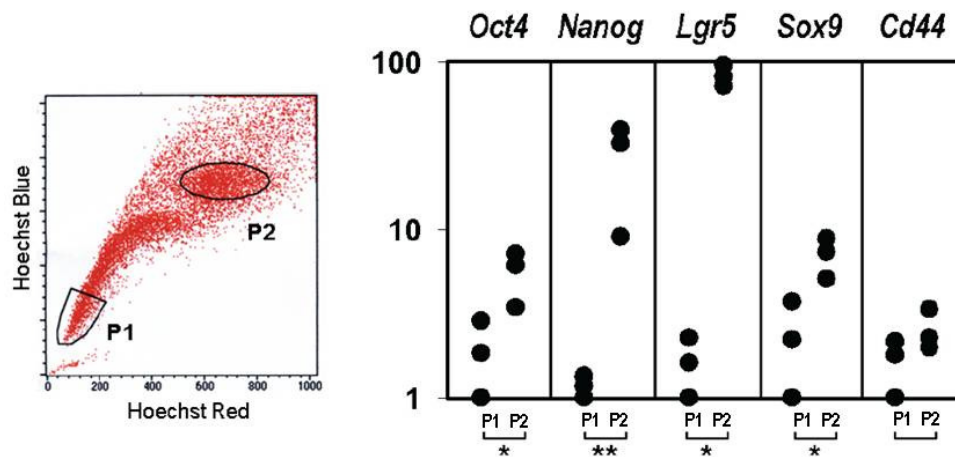 Oct4 Nanog Lgr5 Sox9 Cd44
100
10
1
Hoechst Blue
P2
P1
0 200 400 600 800 1000
Hoechst Red
P1 P2 P1 P2 P1 P2 P1 P2 P1 P2
* ** * *